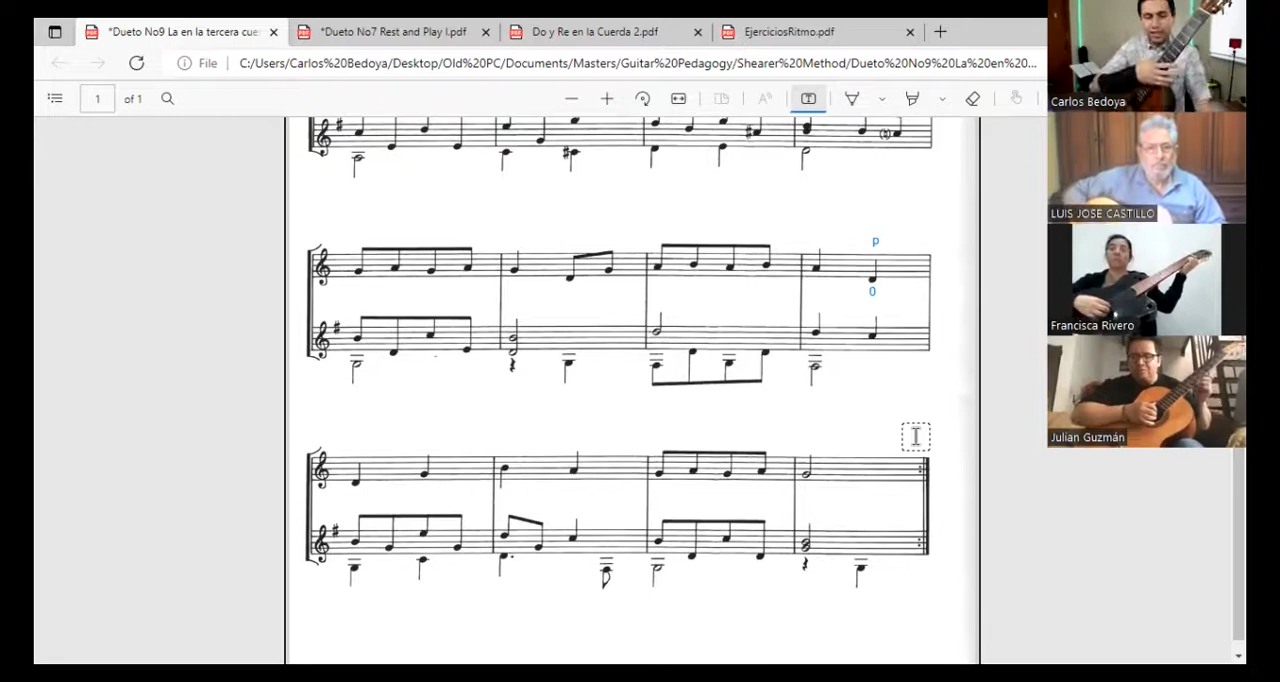 *Dueto No9 La en la tercera cue
*Dueto No7 Rest and Play I.pdf
Do y Re en la Cuerda 2.pdf
EjerciciosRitmo.pdf
File
C:/Users/Carlos%20Bedoya/Desktop/Old%20PC/Documents/Masters/Guitar%20Pedagogy/Shearer%20Method/Dueto%20No9%20La%20en%20...
1 of 1
p
0
Carlos Bedoya
LUIS JOSE CASTILLO
Francisca Rivero
Julian Guzmán